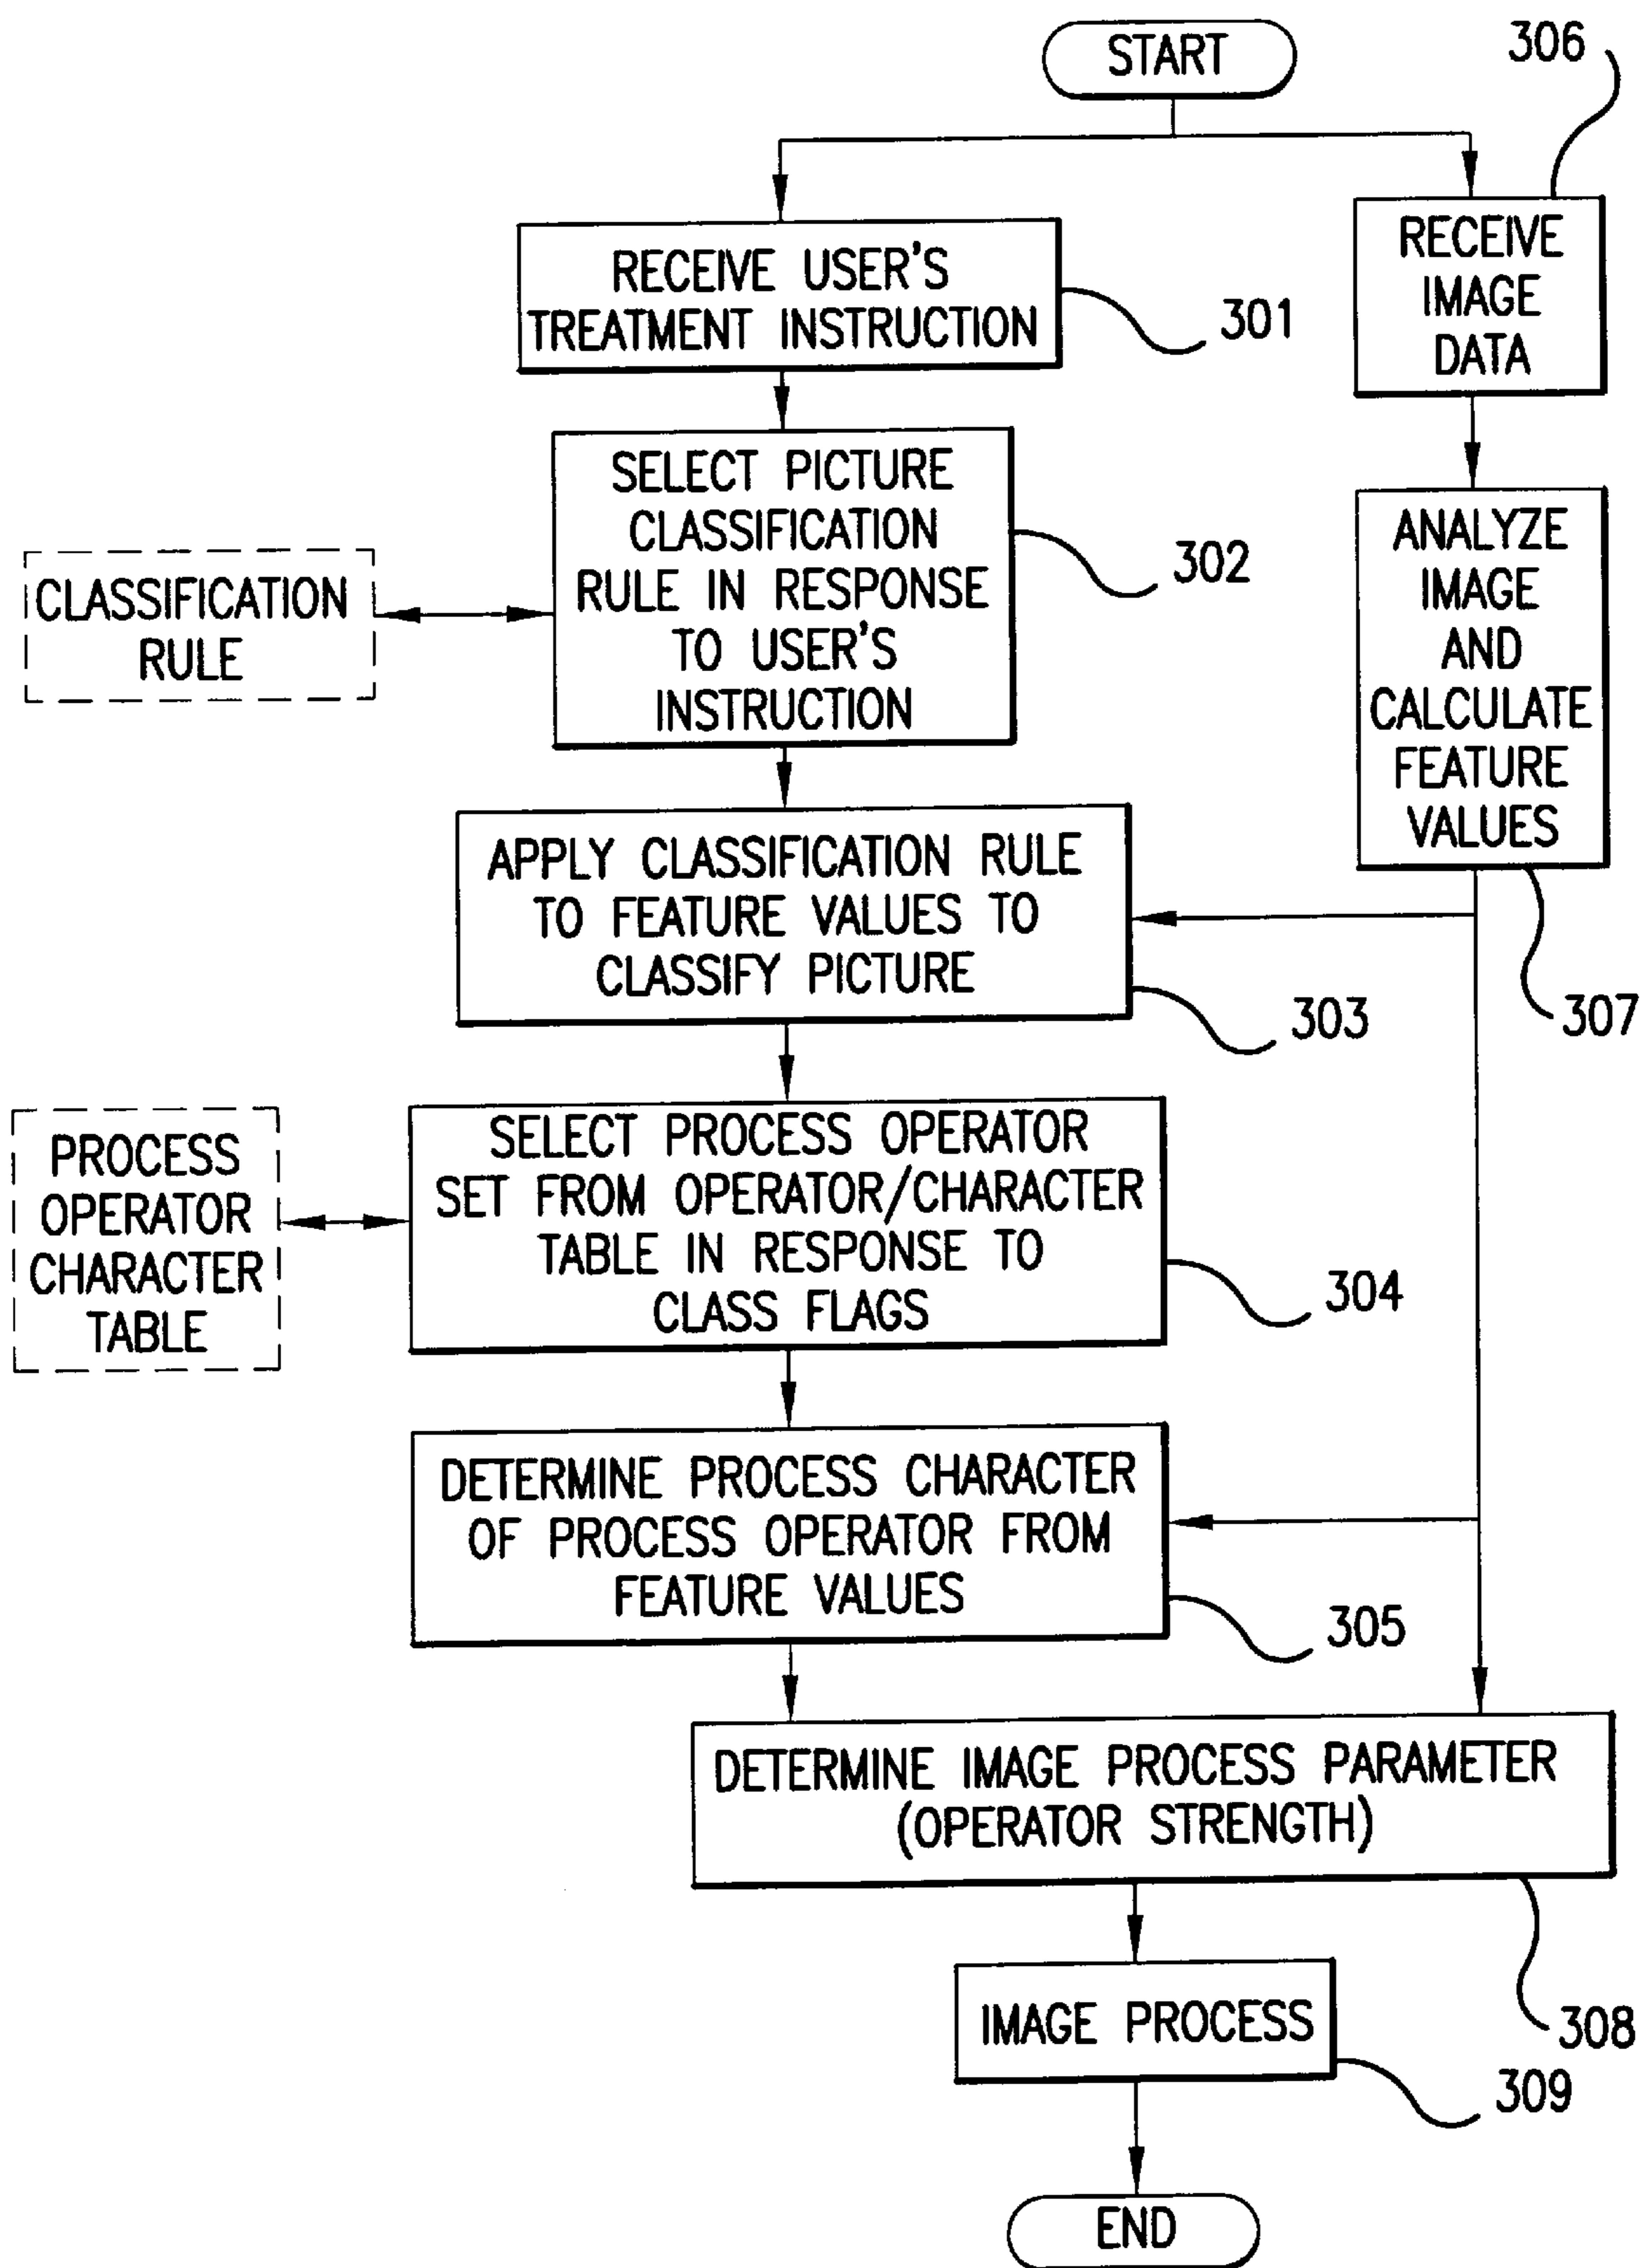 START
306
RECEIVE USER'S
TREATMENT INSTRUCTION
301
RECEIVE
IMAGE
DATA
SELECT PICTURE
CLASSIFICATION
RULE IN RESPONSE
TO USER'S
INSTRUCTION
302
CLASSIFICATION
RULE
ANALYZE
IMAGE
AND
CALCULATE
FEATURE
VALUES
307
APPLY CLASSIFICATION RULE
TO FEATURE VALUES TO
CLASSIFY PICTURE
303
PROCESS
OPERATOR
CHARACTER
TABLE
SELECT PROCESS OPERATOR
SET FROM OPERATOR/CHARACTER
TABLE IN RESPONSE TO
CLASS FLAGS
304
DETERMINE PROCESS CHARACTER
OF PROCESS OPERATOR FROM
FEATURE VALUES
305
DETERMINE IMAGE PROCESS PARAMETER
(OPERATOR STRENGTH)
308
IMAGE PROCESS
309
END